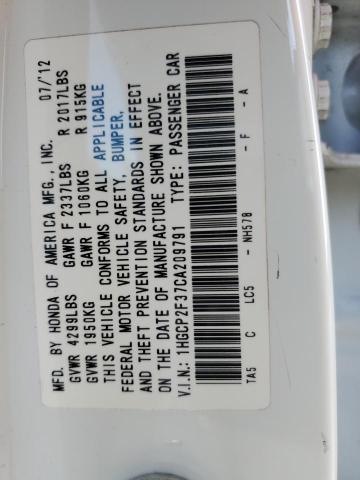 MFD. BY HONDA OF AMERICA MFG., INC. 07/'12
GVWR 4299LBS GAWR F 2337LBS R 2017LBS
GVWR 1950KG GAWR F 1060KG R 915KG
THIS VEHICLE CONFORMS TO ALL APPLICABLE
FEDERAL MOTOR VEHICLE SAFETY, BUMPER,
AND THEFT PREVENTION STANDARDS IN EFFECT
ON THE DATE OF MANUFACTURE SHOWN ABOVE.
V.I.N.: 1HGCP2F37CA209791 TYPE: PASSENGER CAR
TA5 C LC5 - NH578 - F - A